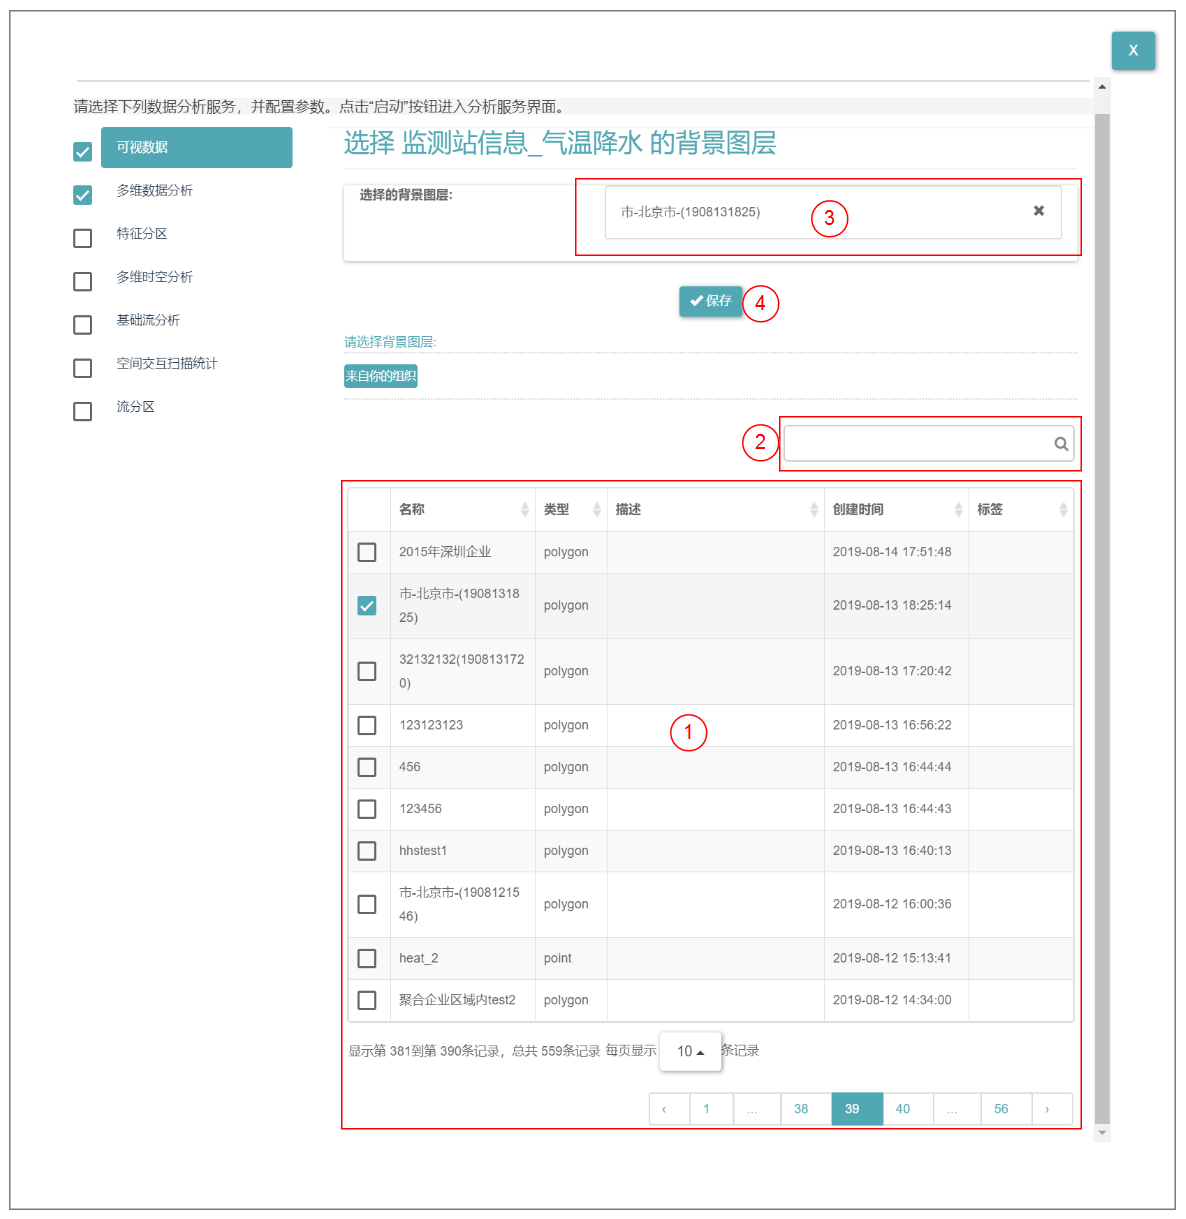 X
请选择下列数据分析服务，并配置参数。点击“启动”按钮进入分析服务界面。
可视数据
多维数据分析
特征分区
多维时空分析
基础流分析
空间交互扫描统计
流分区
选择 监测站信息_气温降水 的背景图层
选择的背景图层:
市-北京市-(1908131825)
3
保存
4
请选择背景图层:
来自你的组织
2
名称 类型 描述 创建时间 标签
2015年深圳企业 polygon 2019-08-14 17:51:48
市-北京市-(19081318
25) polygon 2019-08-13 18:25:14
32132132(190813172
0) polygon 2019-08-13 17:20:42
123123123 polygon 2019-08-13 16:56:22
1
456 polygon 2019-08-13 16:44:44
123456 polygon 2019-08-13 16:44:43
hhstest1 polygon 2019-08-13 16:40:13
市-北京市-(19081215
46) polygon 2019-08-12 16:00:36
heat_2 point 2019-08-12 15:13:41
聚合企业区域内test2 polygon 2019-08-12 14:34:00
显示第 381到第 390条记录，总共 559条记录 每页显示 10 条记录
‹ 1 ... 38 39 40 ... 56 ›